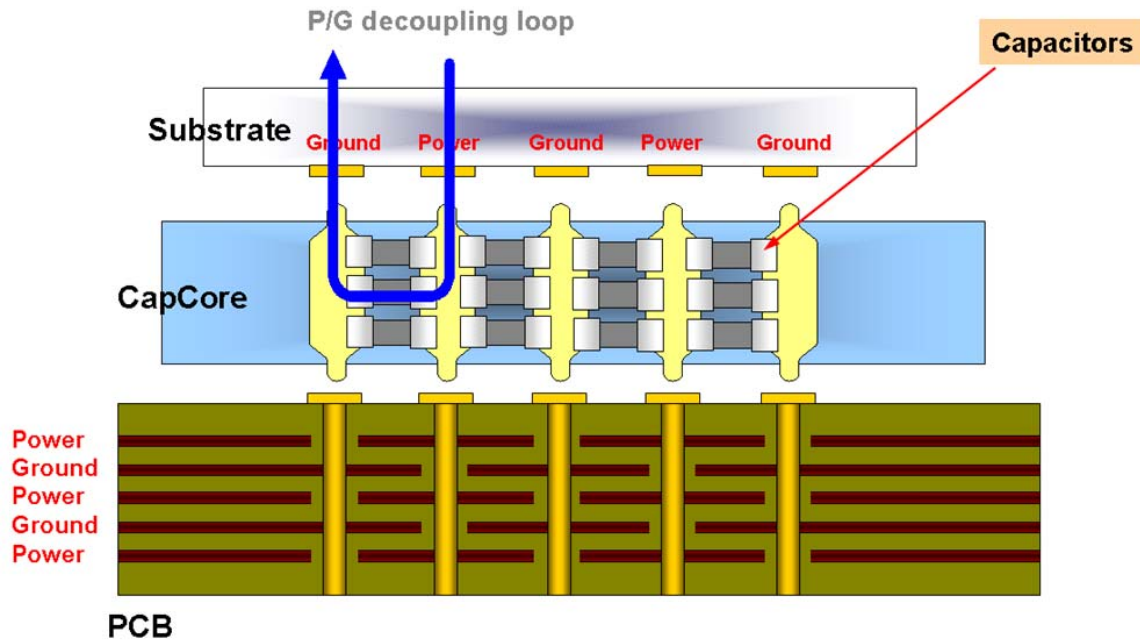 P/G decoupling loop
Capacitors
Substrate
Ground Power Ground Power Ground
CapCore
Power
Ground
Power
Ground
Power
PCB